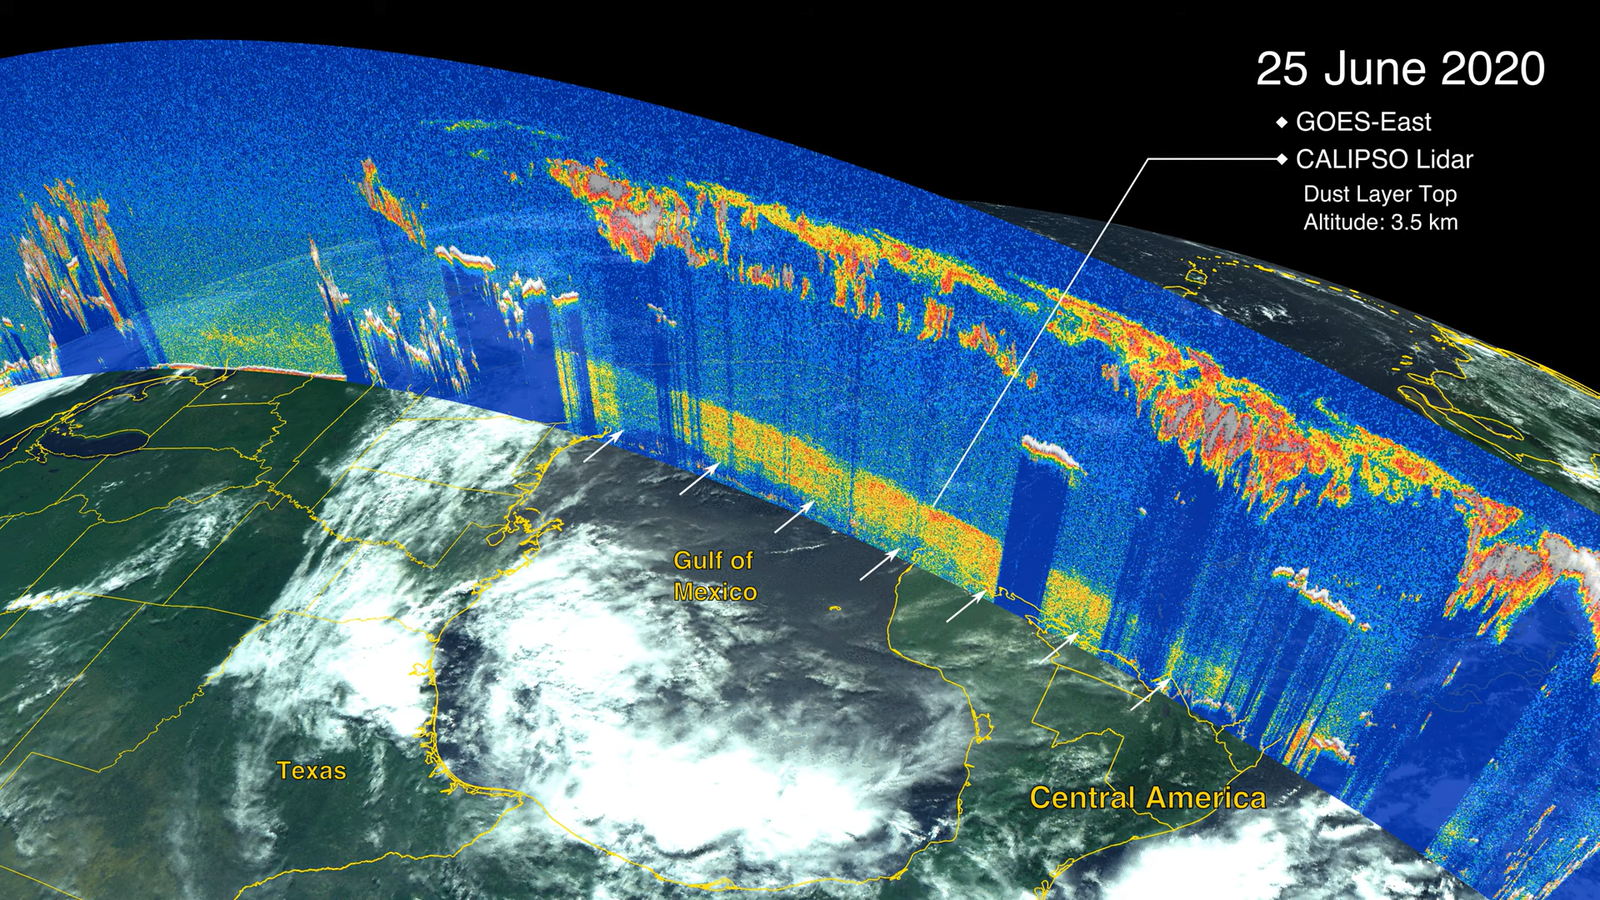 25 June 2020
GOES-East
CALIPSO Lidar
Dust Layer Top
Altitude: 3.5 km
Gulf of
Mexico
Texas
Central America